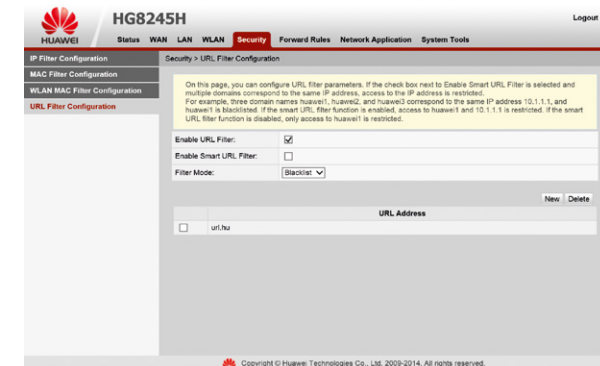 HG8245H
Logout
HUAWEI
Status WAN LAN WLAN Security Forward Rules Network Application System Tools
IP Filter Configuration
MAC Filter Configuration
WLAN MAC Filter Configuration
URL Filter Configuration
Security > URL Filter Configuration
On this page, you can configure URL filter parameters. If the check box next to Enable Smart URL Filter is selected and
multiple domains correspond to the same IP address, access to the IP address is restricted.
For example, three domain names huawei1, huawei2, and huawei3 correspond to the same IP address 10.1.1.1, and
huawei1 is blacklisted. If the smart URL filter function is enabled, access to huawei1 and 10.1.1.1 is restricted. If the smart
URL filter function is disabled, only access to huawei1 is restricted.
Enable URL Filter:
Enable Smart URL Filter:
Filter Mode: Blacklist
New Delete
URL Address
url.hu
Copyright © Huawei Technologies Co., Ltd. 2009-2014. All rights reserved.